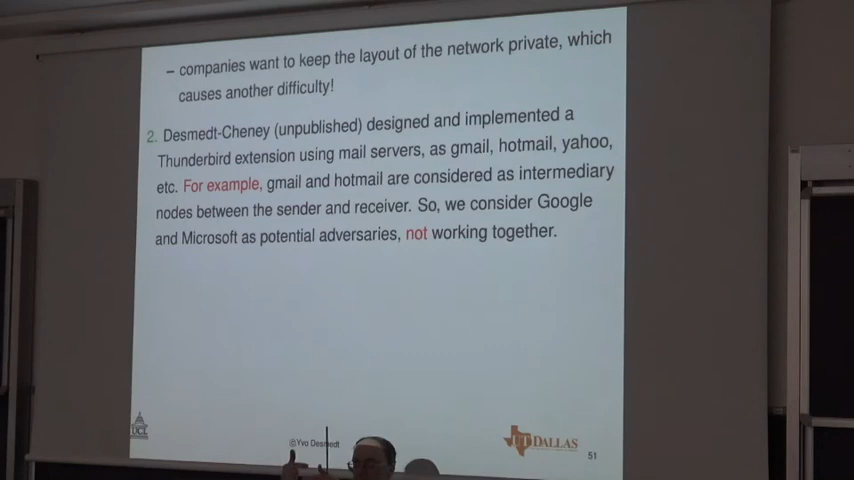 – companies want to keep the layout of the network private, which
causes another difficulty!
2. Desmedt-Cheney (unpublished) designed and implemented a
Thunderbird extension using mail servers, as gmail, hotmail, yahoo,
etc. For example, gmail and hotmail are considered as intermediary
nodes between the sender and receiver. So, we consider Google
and Microsoft as potential adversaries, not working together.
UCL
©Yvo Desmedt
UT DALLAS
51